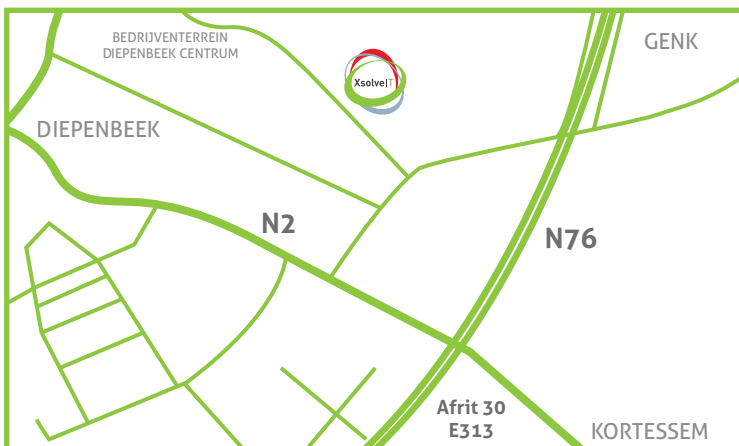 BEDRIJVENTERREIN
DIEPENBEEK CENTRUM
GENK
XsolveIT
DIEPENBEEK
N2
N76
Afrit 30
E313
KORTESSEM